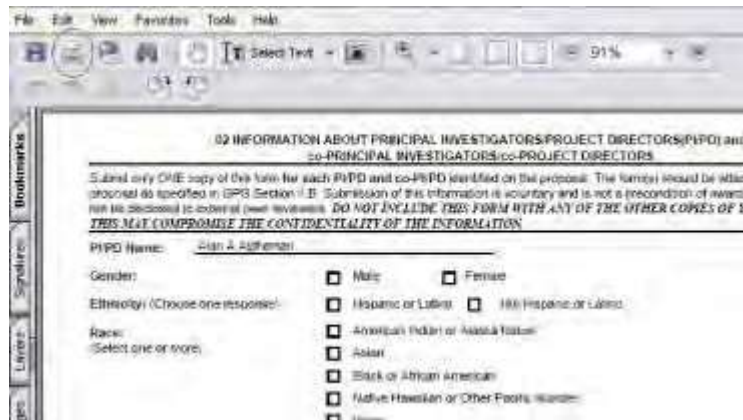 File Edit View Favorites Tools Help
Select Text 91%
02 INFORMATION ABOUT PRINCIPAL INVESTIGATORS/PROJECT DIRECTORS(PI/PD) and
co-PRINCIPAL INVESTIGATORS/co-PROJECT DIRECTORS
Submit only ONE copy of this form for each PI/PD and co-PI/PD identified on the proposal. The form(s) should be attac
proposal as specified in GPG Section II.B. Submission of this information is voluntary and is not a precondition of award
not be disclosed to external peer reviewers. DO NOT INCLUDE THIS FORM WITH ANY OF THE OTHER COPIES OF Y
THIS MAY COMPROMISE THE CONFIDENTIALITY OF THE INFORMATION.
PI/PD Name: Alan A
Gender: Male Female
Ethnicity: (Choose one response) Hispanic or Latino Not Hispanic or Latino
Race: American Indian or Alaska Native
(Select one or more) Asian
Black or African American
Native Hawaiian or Other Pacific Islander
Bookmarks
Signatures
Layers
ges